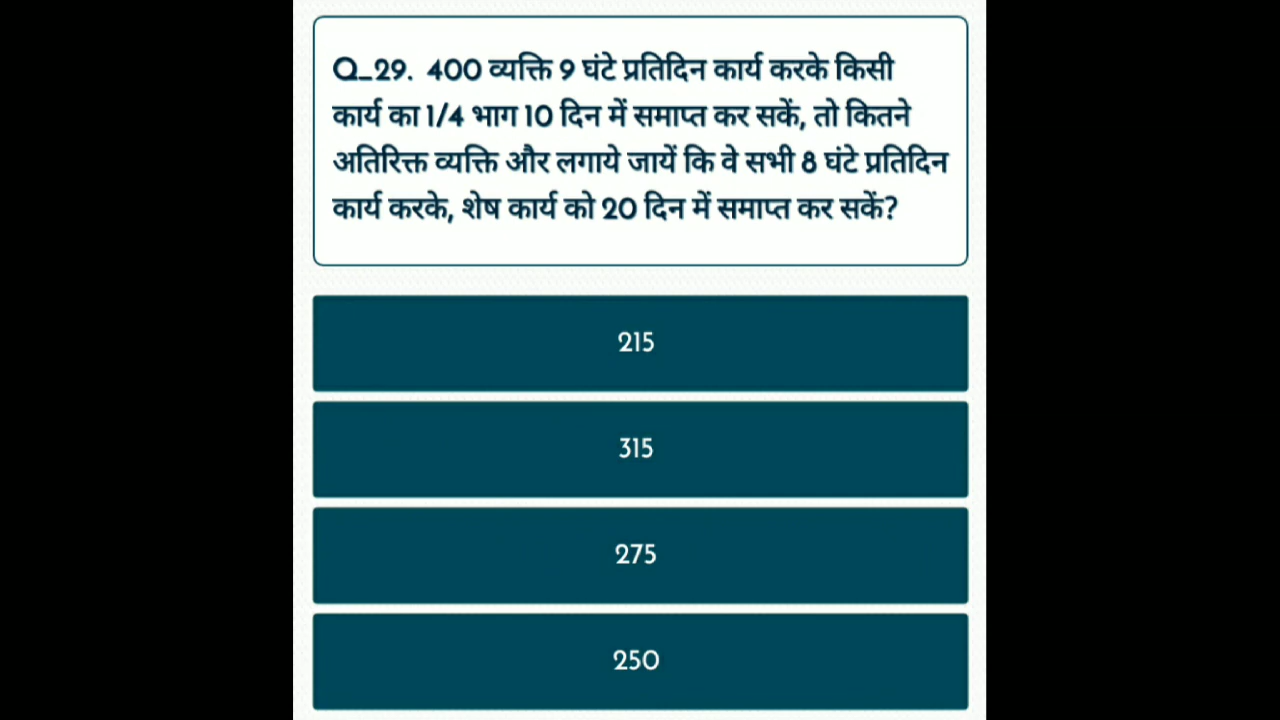 Q_29. 400 व्यक्ति 9 घंटे प्रतिदिन कार्य करके किसी
कार्य का 1/4 भाग 10 दिन में समाप्त कर सकें, तो कितने
अतिरिक्त व्यक्ति और लगाये जायें कि वे सभी 8 घंटे प्रतिदिन
कार्य करके, शेष कार्य को 20 दिन में समाप्त कर सकें?
215
315
275
250